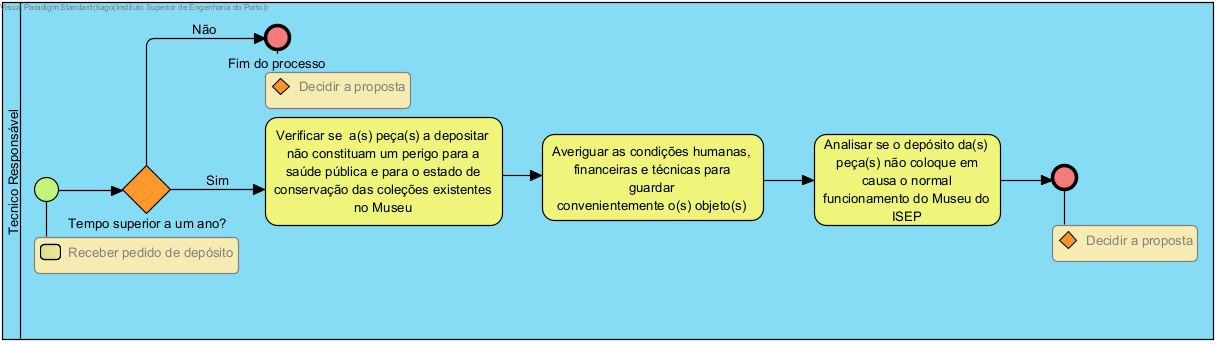 Visual Paradigm Standard(tiago(Instituto Superior de Engenharia do Porto))
Tecnico Responsável
Não
Fim do processo
Decidir a proposta
Tempo superior a um ano?
Receber pedido de depósito
Sim
Verificar se a(s) peça(s) a depositar
não constituam um perigo para a
saúde pública e para o estado de
conservação das coleções existentes
no Museu
Averiguar as condições humanas,
financeiras e técnicas para
guardar
convenientemente o(s) objeto(s)
Analisar se o depósito da(s)
peça(s) não coloque em
causa o normal
funcionamento do Museu do
ISEP
Decidir a proposta